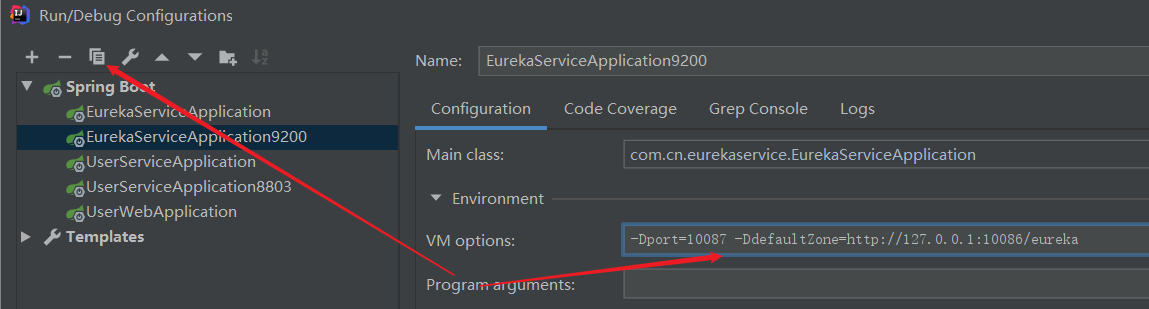 Run/Debug Configurations
Name: EurekaServiceApplication9200
Spring Boot
EurekaServiceApplication
EurekaServiceApplication9200
UserServiceApplication
UserServiceApplication8803
UserWebApplication
Templates
Configuration Code Coverage Grep Console Logs
Main class: com.cn.eurekaservice.EurekaServiceApplication
Environment
VM options: -Dport=10087 -DdefaultZone=http://127.0.0.1:10086/eureka
Program arguments: